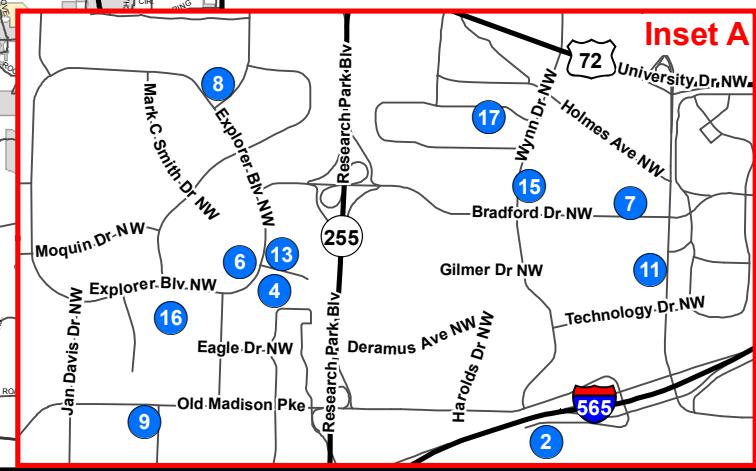 Inset A
72
University Dr NW
Research Park Blv
8
Mark C Smith Dr NW
Explorer Blv NW
17
Wynn Dr NW
Holmes Ave NW
15
7
Bradford Dr NW
255
Moquin Dr NW
6
13
4
Gilmer Dr NW
11
Explorer Blv NW
16
Technology Dr NW
Jan Davis Dr NW
Eagle Dr NW
Research Park Blv
Deramus Ave NW
Harolds Dr NW
Old Madison Pke
9
565
2